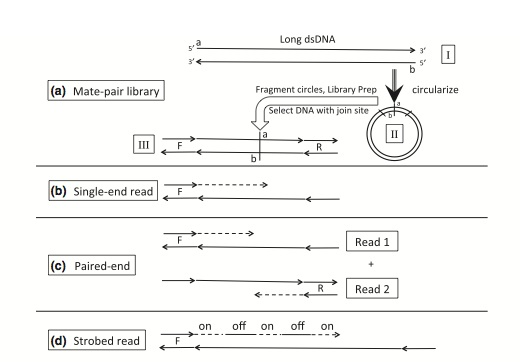 Long dsDNA
5' a 3' I
3' b 5'
(a) Mate-pair library
Fragment circles, Library Prep
circularize
Select DNA with join site
a
b
II
III F a R
b
(b) Single-end read F
(c) Paired-end
F Read 1
+
R Read 2
on off on off on
(d) Strobed read F